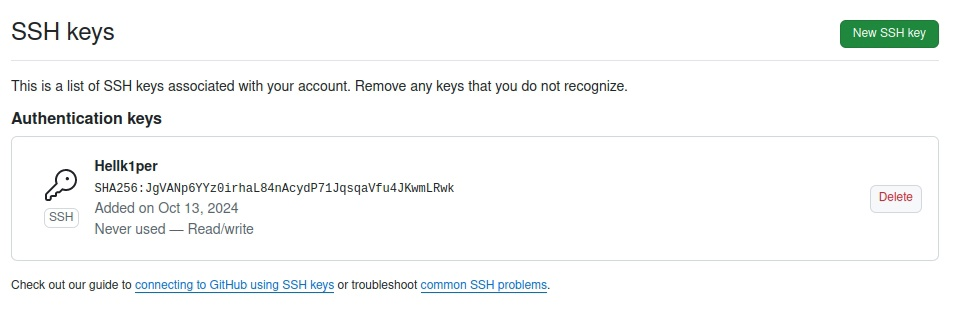 SSH keys
New SSH key
This is a list of SSH keys associated with your account. Remove any keys that you do not recognize.
Authentication keys
Hellk1per
SHA256:JgVANp6YYz0irhaL84nAcydP71JqsqaVfu4JKwmLRwk
SSH
Added on Oct 13, 2024
Never used — Read/write
Delete
Check out our guide to connecting to GitHub using SSH keys or troubleshoot common SSH problems.